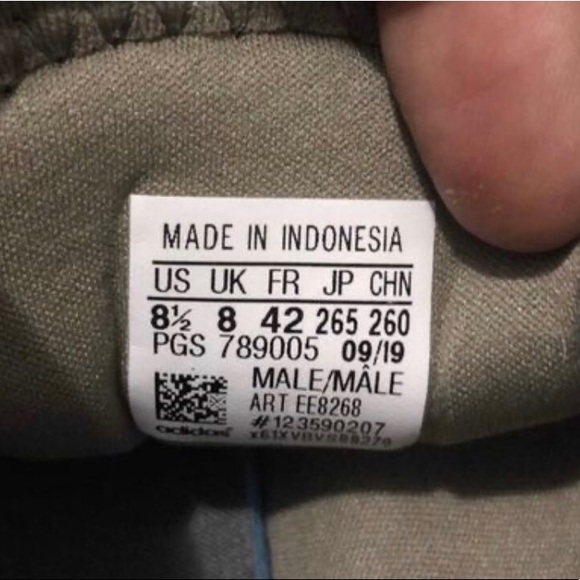 MADE IN INDONESIA
US UK FR JP CHN
8½ 8 42 265 260
PGS 789005 09/19
MALE/MÂLE
ART EE8268
#123590207
adidas